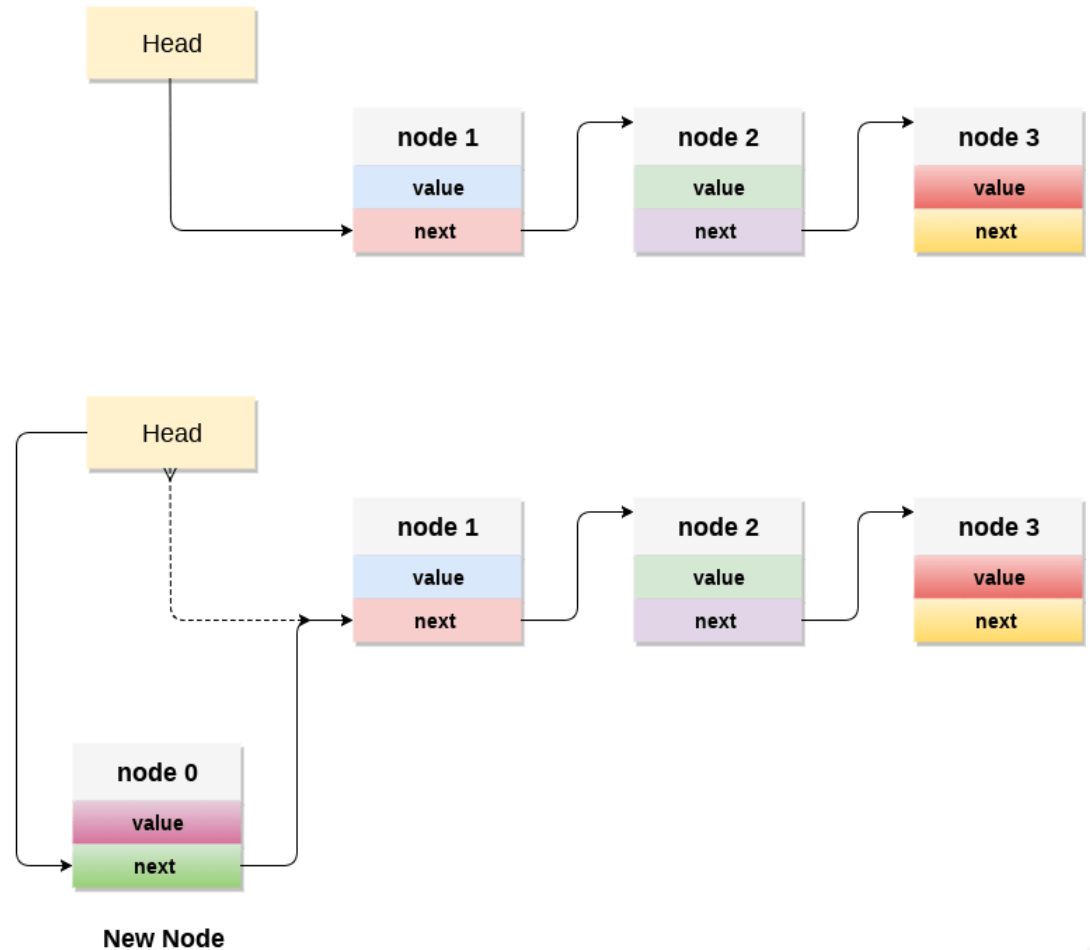 Head
node 1
value
next
node 2
value
next
node 3
value
next
Head
node 1
value
next
node 2
value
next
node 3
value
next
node 0
value
next
New Node